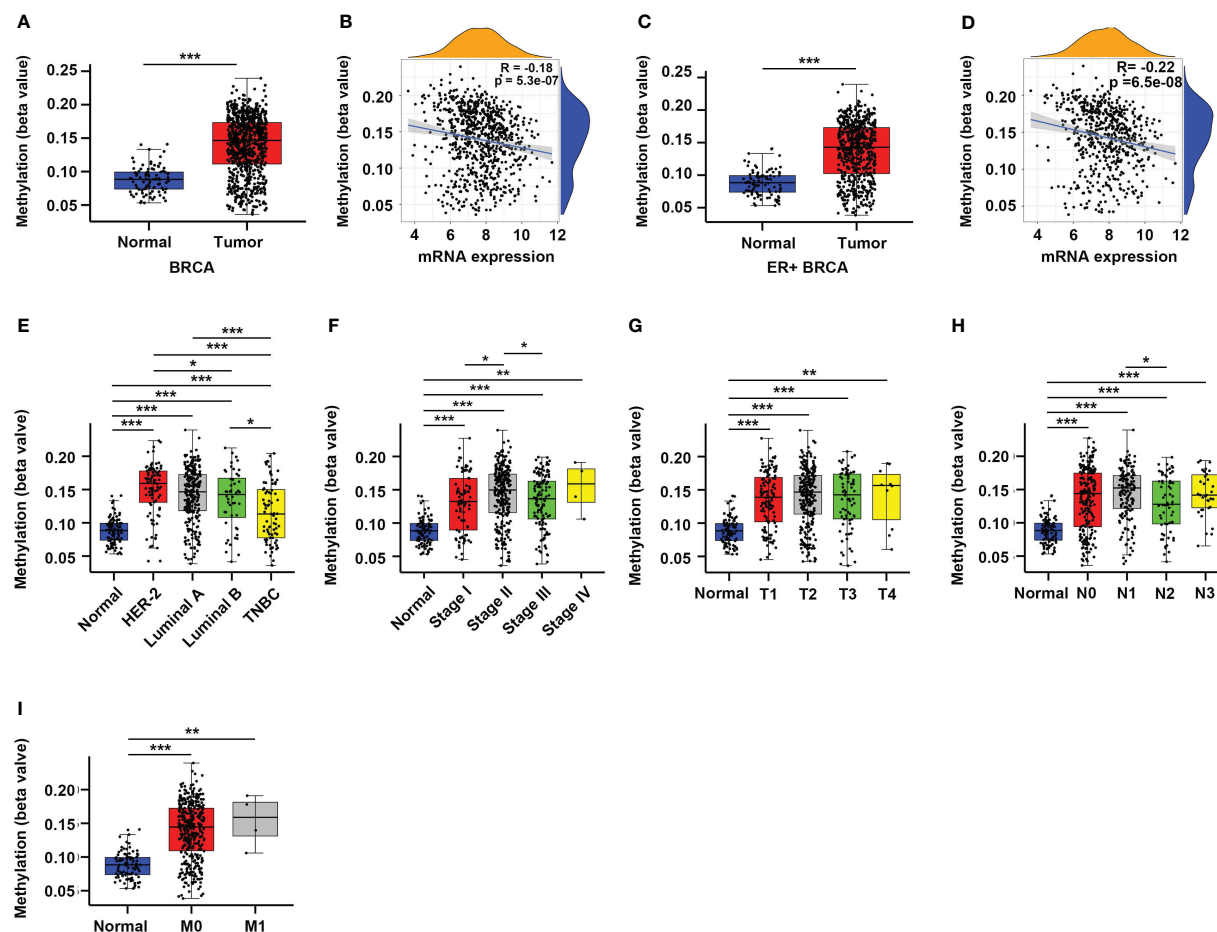 A
Methylation (beta value)
0.25
0.20
0.15
0.10
0.05
***
Normal
Tumor
BRCA
B
Methylation (beta value)
0.20
0.15
0.10
0.05
R = -0.18
p = 5.3e-07
4 6 8 10 12
mRNA expression
C
Methylation (beta value)
0.25
0.20
0.15
0.10
0.05
***
Normal
Tumor
ER+ BRCA
D
Methylation (beta value)
0.20
0.15
0.10
0.05
R= -0.22
p =6.5e-08
4 6 8 10 12
mRNA expression
E
Methylation (beta valve)
0.20
0.15
0.10
0.05
***
***
*
***
***
***
***
*
Normal
HER-2
Luminal A
Luminal B
TNBC
F
Methylation (beta valve)
0.20
0.15
0.10
0.05
*
*
**
***
***
***
Normal
Stage I
Stage II
Stage III
Stage IV
G
Methylation (beta valve)
0.20
0.15
0.10
0.05
**
***
***
***
Normal T1 T2 T3 T4
H
Methylation (beta valve)
0.20
0.15
0.10
0.05
*
***
***
***
***
Normal N0 N1 N2 N3
I
Methylation (beta valve)
0.20
0.15
0.10
0.05
**
***
Normal M0 M1